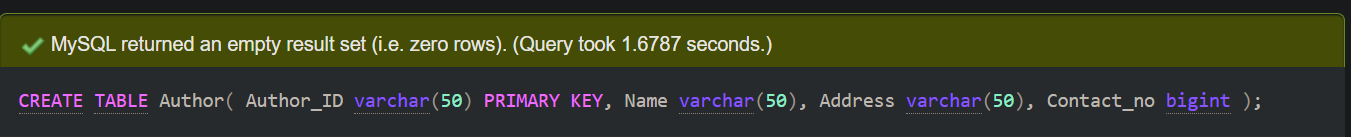 MySQL returned an empty result set (i.e. zero rows). (Query took 1.6787 seconds.)
CREATE TABLE Author( Author_ID varchar(50) PRIMARY KEY, Name varchar(50), Address varchar(50), Contact_no bigint );